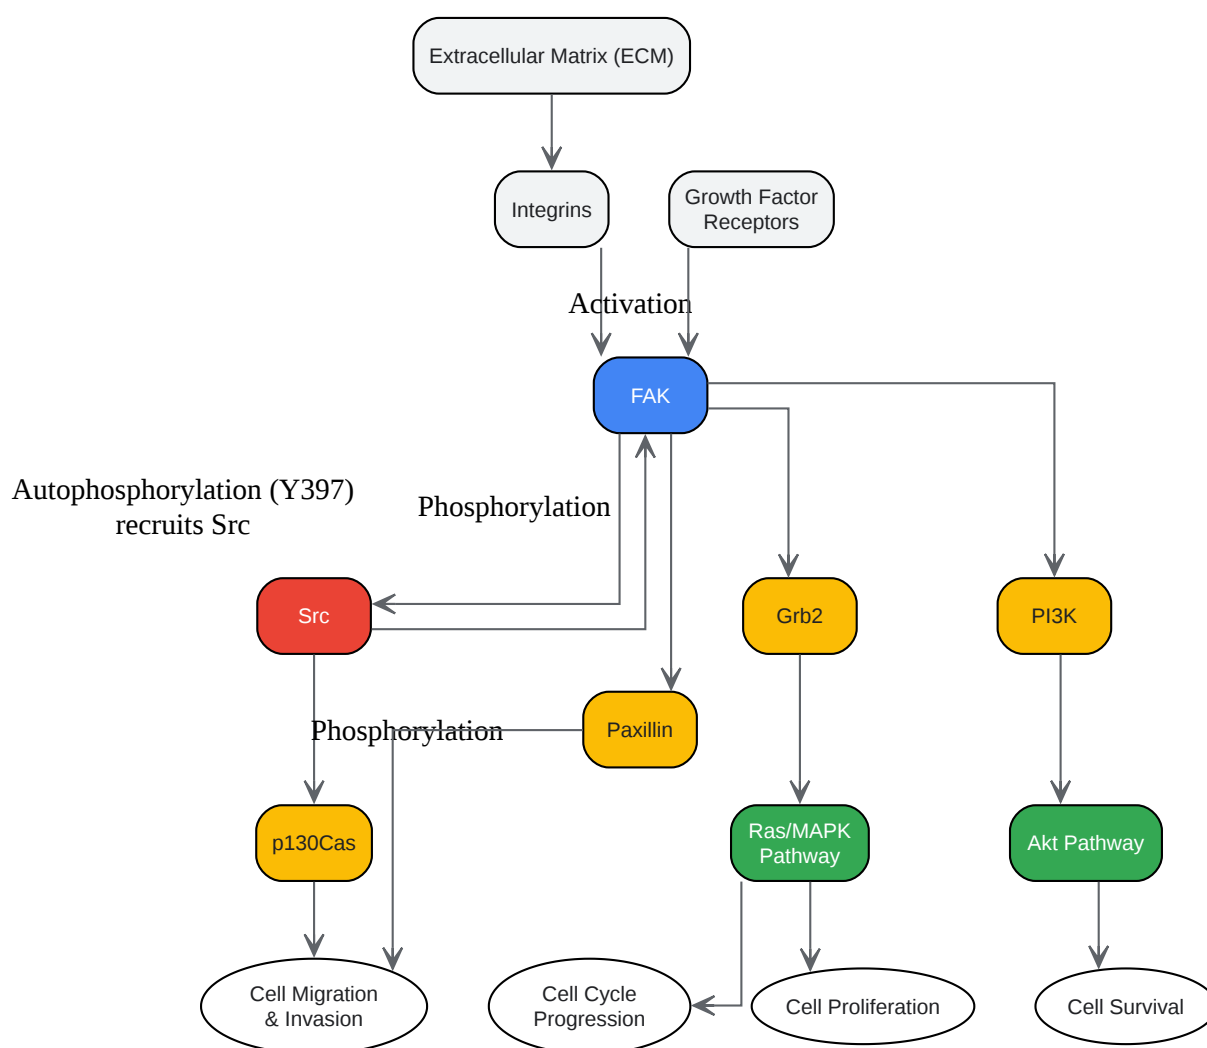 Extracellular Matrix (ECM)
Integrins
Growth Factor
Receptors
Activation
FAK
Autophosphorylation (Y397)
recruits Src
Phosphorylation
Src
Grb2
PI3K
Phosphorylation
Paxillin
p130Cas
Ras/MAPK
Pathway
Akt Pathway
Cell Migration
& Invasion
Cell Cycle
Progression
Cell Proliferation
Cell Survival